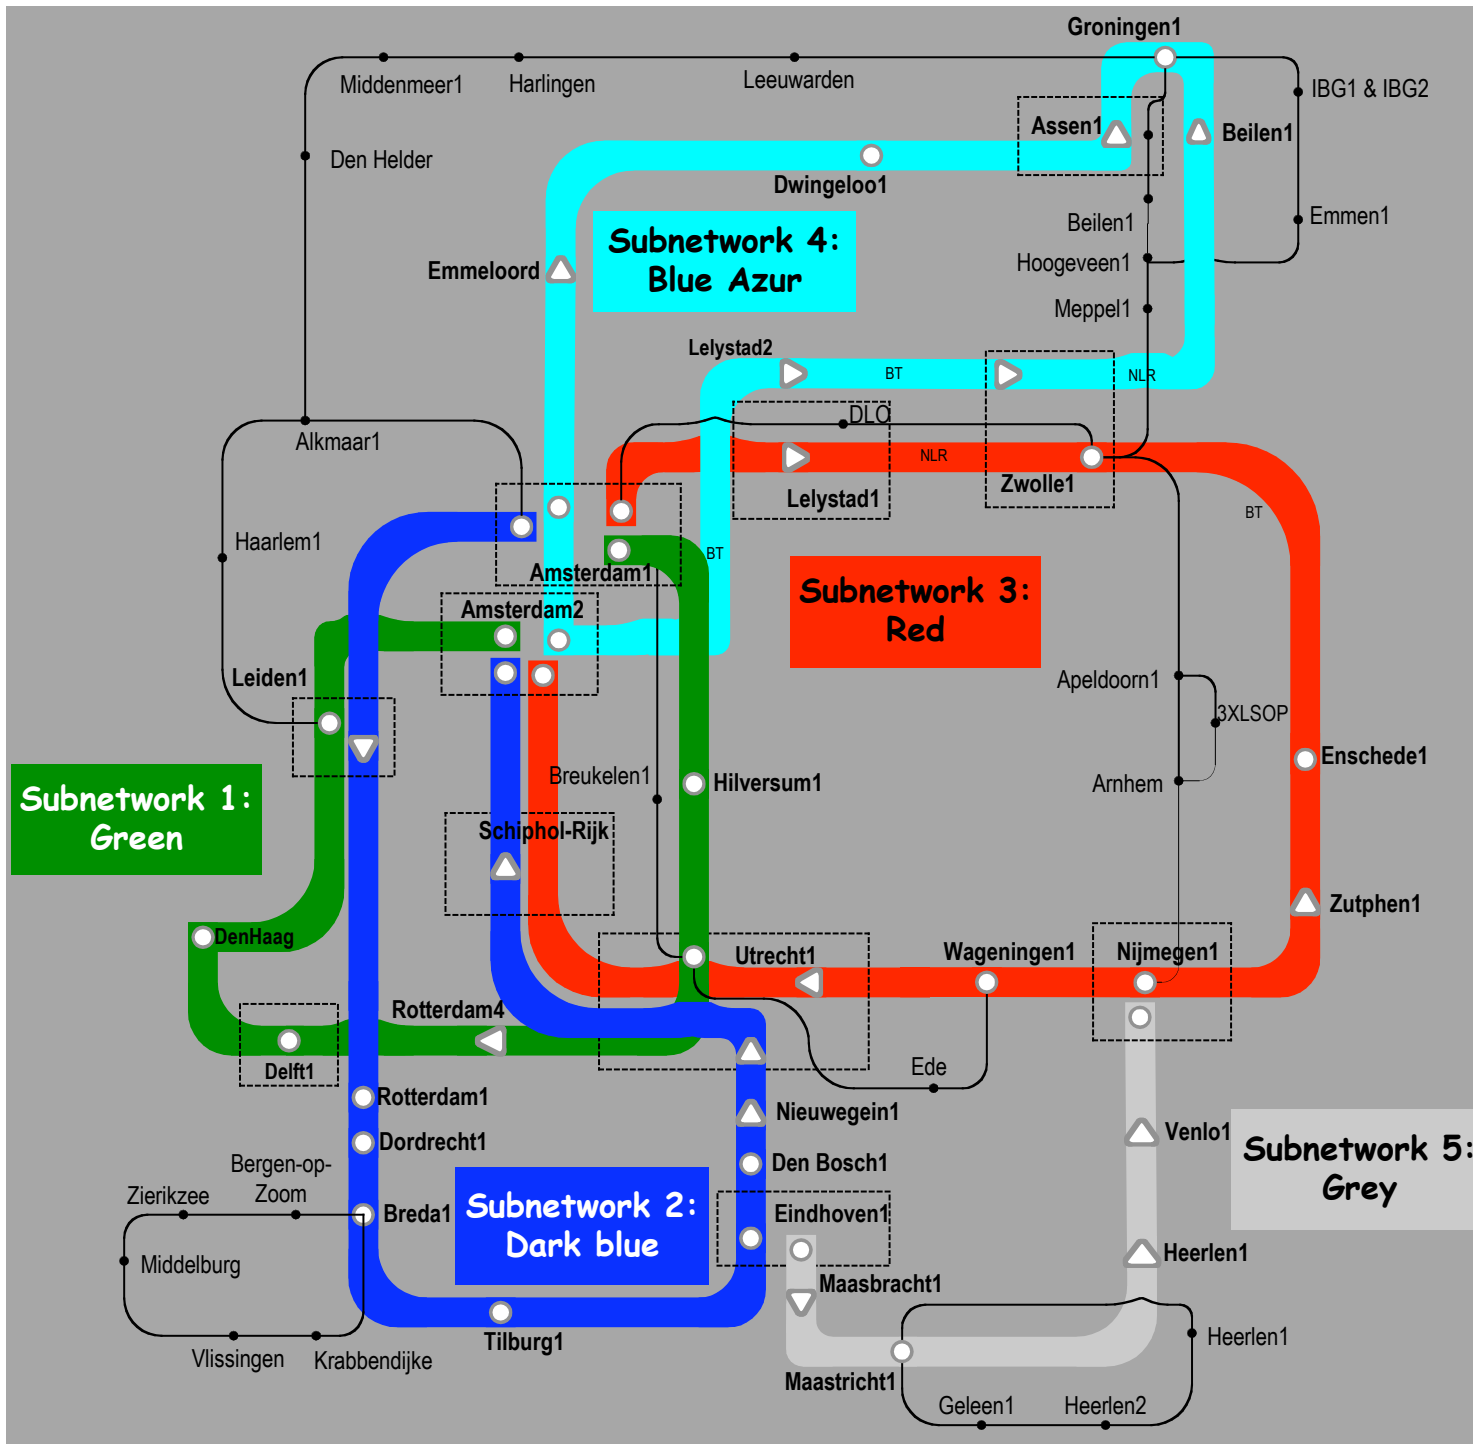 Groningen1
Middenmeer1
Harlingen
Leeuwarden
IBG1 & IBG2
Assen1
Beilen1
Den Helder
Dwingeloo1
Beilen1
Emmen1
Subnetwork 4:
Blue Azur
Emmeloord
Hoogeveen1
Meppel1
Lelystad2
BT
NLR
DLO
Alkmaar1
NLR
Lelystad1
Zwolle1
BT
Haarlem1
BT
Amsterdam1
Subnetwork 3:
Red
Amsterdam2
Leiden1
Apeldoorn1
3XLSOP
Enschede1
Breukelen1
Hilversum1
Arnhem
Subnetwork 1:
Green
Schiphol-Rijk
Zutphen1
DenHaag
Utrecht1
Wageningen1
Nijmegen1
Rotterdam4
Delft1
Ede
Rotterdam1
Nieuwegein1
Dordrecht1
Venlo1
Den Bosch1
Subnetwork 5:
Grey
Bergen-op-
Zoom
Zierikzee
Breda1
Subnetwork 2:
Dark blue
Eindhoven1
Middelburg
Maasbracht1
Heerlen1
Vlissingen
Krabbendijke
Tilburg1
Heerlen1
Maastricht1
Geleen1
Heerlen2